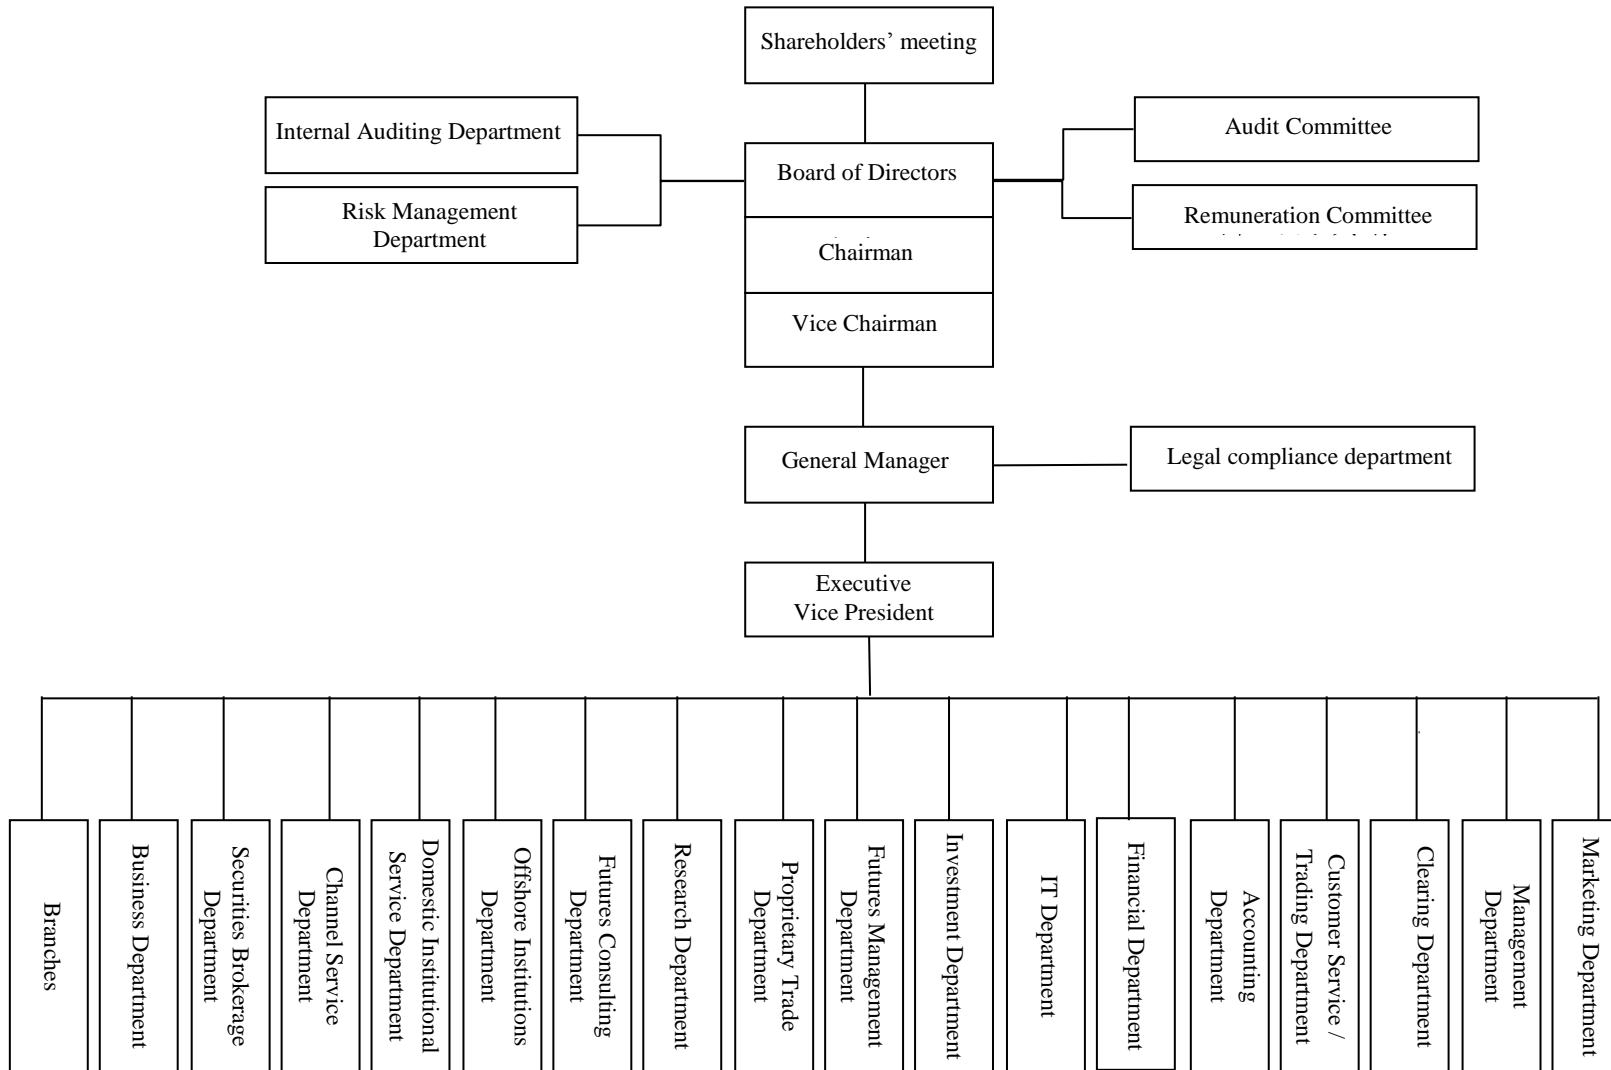 Shareholders’ meeting
Internal Auditing Department
Audit Committee
Board of Directors
Risk Management
Department
Remuneration Committee
Chairman
Vice Chairman
General Manager
Legal compliance department
Executive
Vice President
Branches
Business Department
Securities Brokerage
Department
Channel Service
Department
Domestic Institutional
Service Department
Offshore Institutions
Department
Futures Consulting
Department
Research Department
Proprietary Trade
Department
Futures Management
Department
Investment Department
IT Department
Financial Department
Accounting
Department
Customer Service /
Trading Department
Clearing Department
Management
Department
Marketing Department